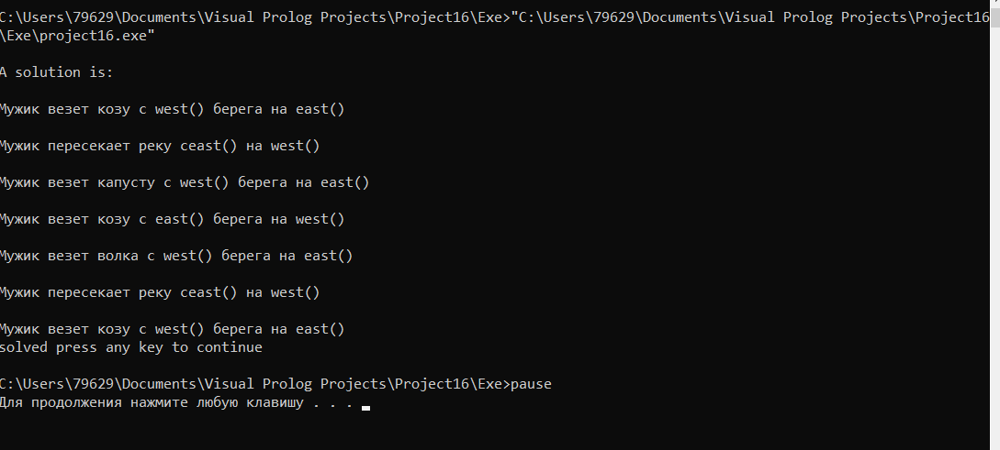 C:\Users\79629\Documents\Visual Prolog Projects\Project16\Exe>"C:\Users\79629\Documents\Visual Prolog Projects\Project16
\Exe\project16.exe"
A solution is:
Мужик везет козу с west() берега на east()
Мужик пересекает реку сeast() на west()
Мужик везет капусту с west() берега на east()
Мужик везет козу с east() берега на west()
Мужик везет волка с west() берега на east()
Мужик пересекает реку сeast() на west()
Мужик везет козу с west() берега на east()
solved press any key to continue
C:\Users\79629\Documents\Visual Prolog Projects\Project16\Exe>pause
Для продолжения нажмите любую клавишу . . .